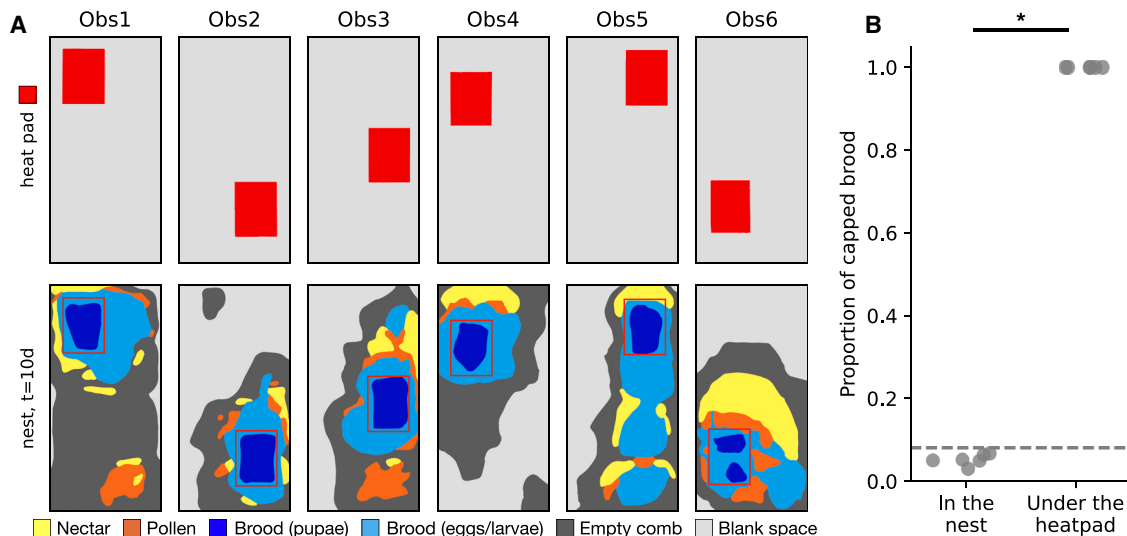 A
Obs1 Obs2 Obs3 Obs4 Obs5 Obs6
heat pad
nest, t=10d
Nectar Pollen Brood (pupae) Brood (eggs/larvae) Empty comb Blank space
B
*
Proportion of capped brood
1.0
0.8
0.6
0.4
0.2
0.0
In the Under the
nest heatpad